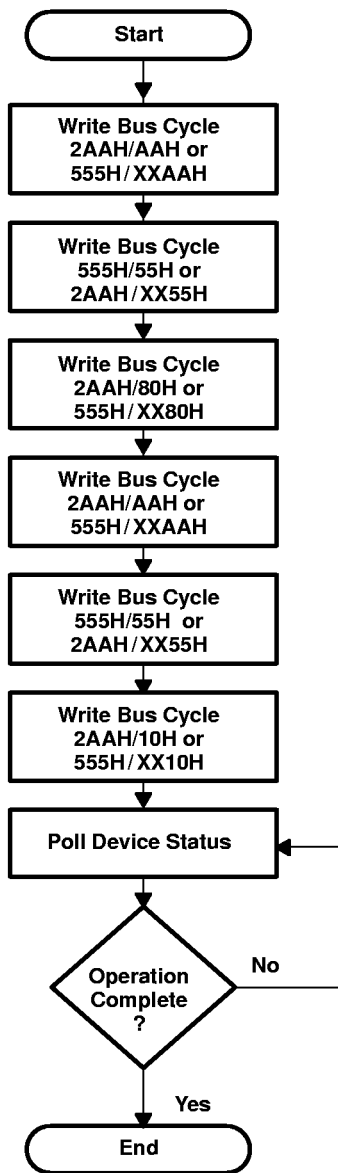 Start
Write Bus Cycle
2AAH/AAH or
555H/XXAAH
Write Bus Cycle
555H/55H or
2AAH/XX55H
Write Bus Cycle
2AAH/80H or
555H/XX80H
Write Bus Cycle
2AAH/AAH or
555H/XXAAH
Write Bus Cycle
555H/55H or
2AAH/XX55H
Write Bus Cycle
2AAH/10H or
555H/XX10H
Poll Device Status
Operation
Complete
?
No
Yes
End